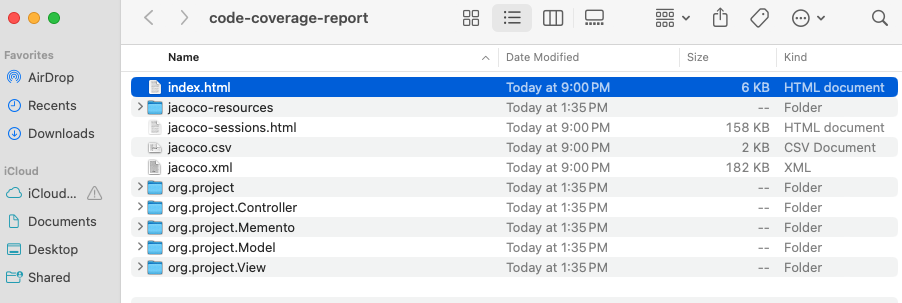 code-coverage-report
Favorites
AirDrop
Recents
Downloads
iCloud
iCloud...
Documents
Desktop
Shared
Name Date Modified Size Kind
index.html Today at 9:00 PM 6 KB HTML document
jacoco-resources Today at 1:35 PM -- Folder
jacoco-sessions.html Today at 9:00 PM 158 KB HTML document
jacoco.csv Today at 9:00 PM 2 KB CSV Document
jacoco.xml Today at 9:00 PM 182 KB XML
org.project Today at 1:35 PM -- Folder
org.project.Controller Today at 1:35 PM -- Folder
org.project.Memento Today at 1:35 PM -- Folder
org.project.Model Today at 1:35 PM -- Folder
org.project.View Today at 1:35 PM -- Folder